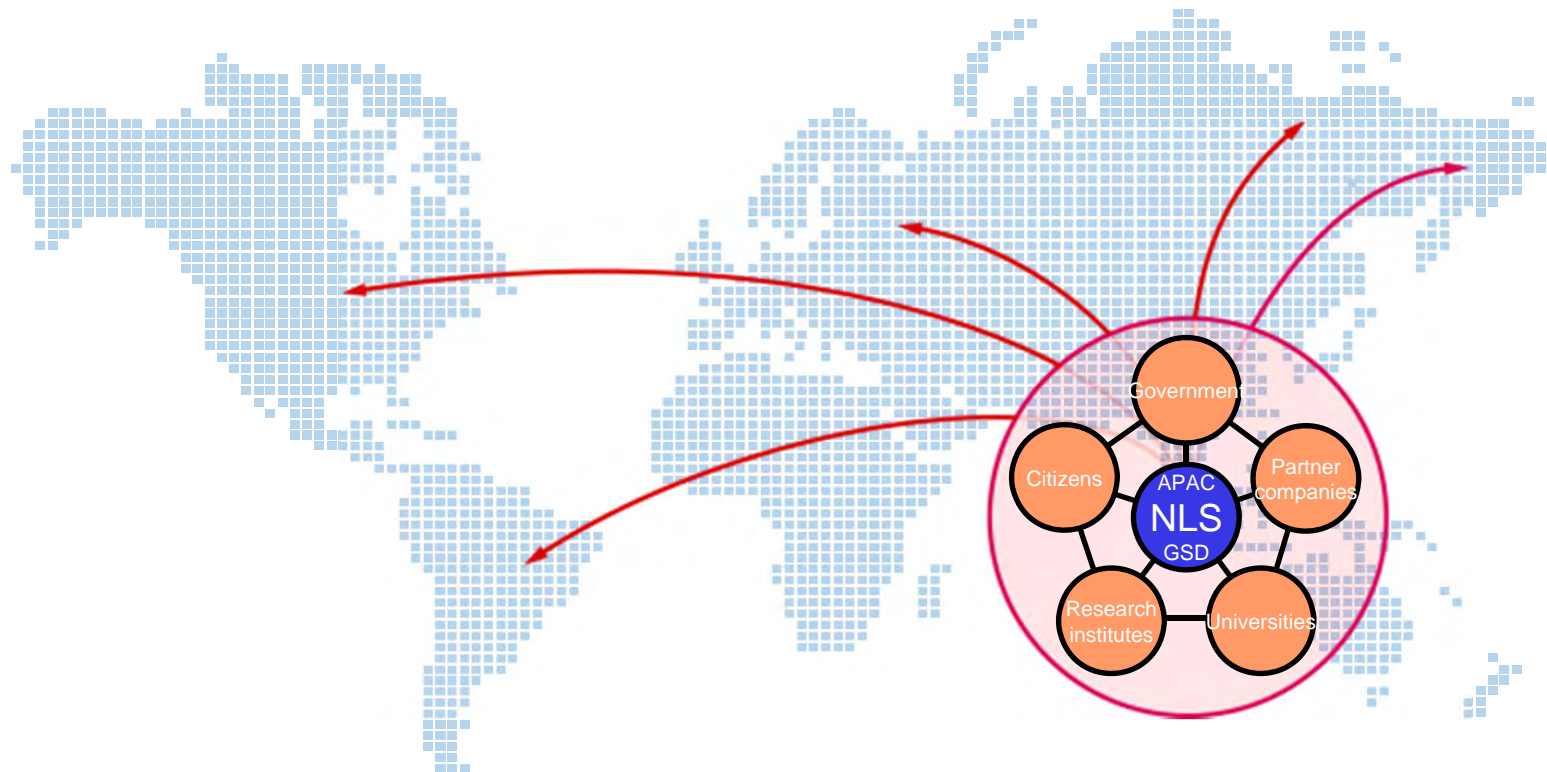 Government
Citizens
Partner
companies
APAC
NLS
GSD
Research
institutes
Universities